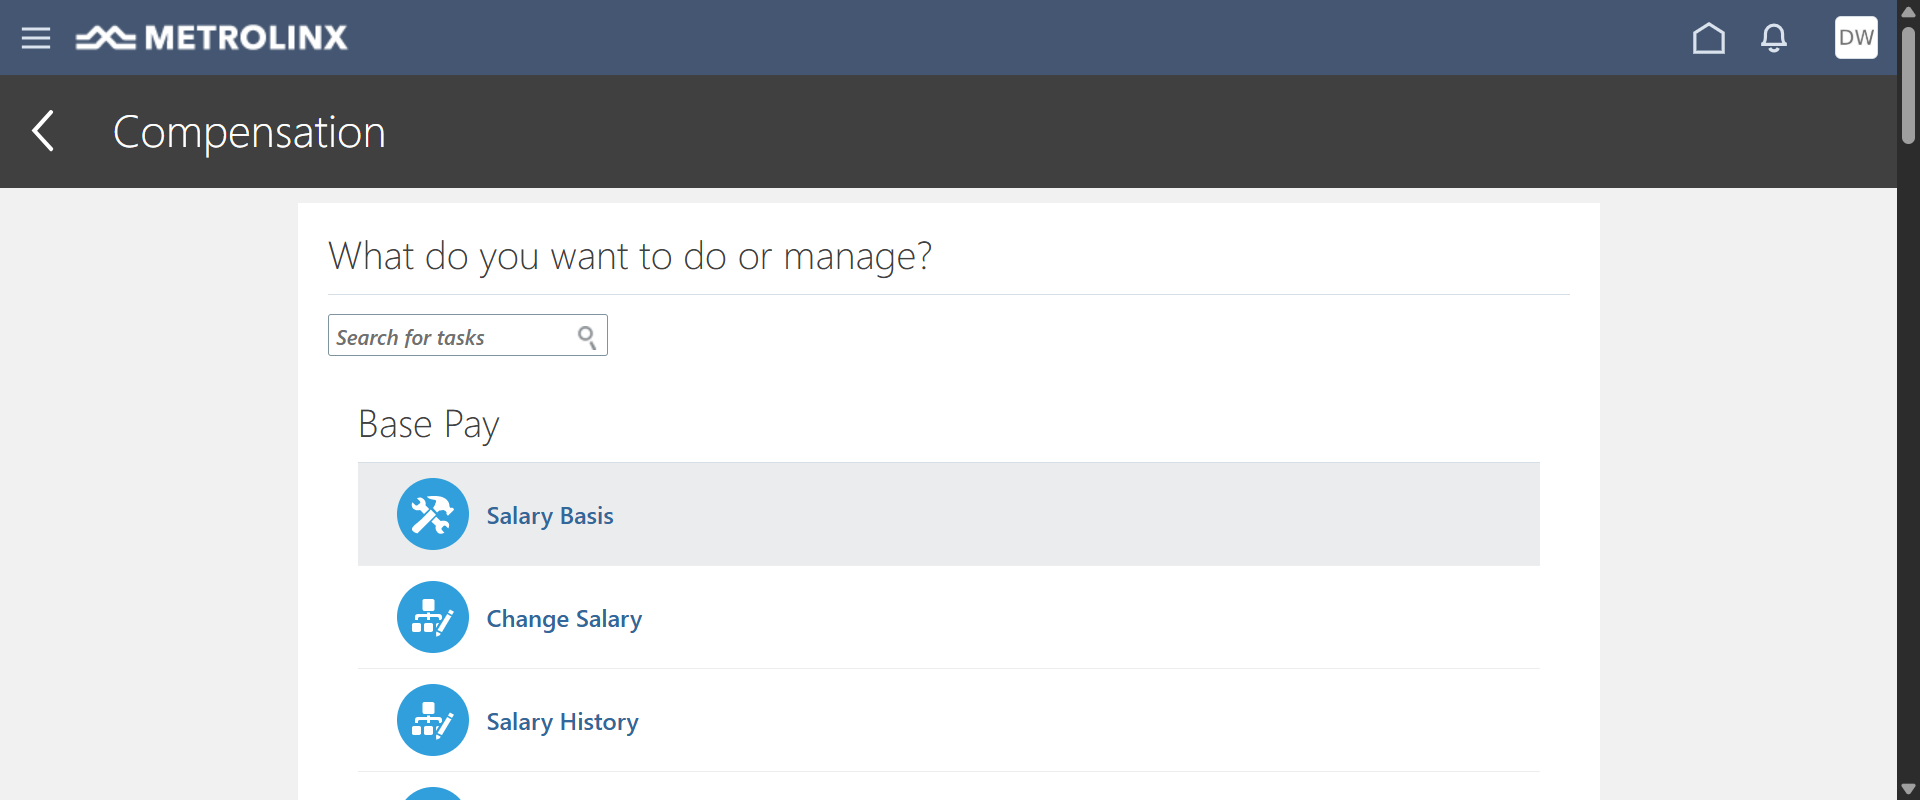 METROLINX
DW
Compensation
What do you want to do or manage?
Search for tasks
Base Pay
Salary Basis
Change Salary
Salary History